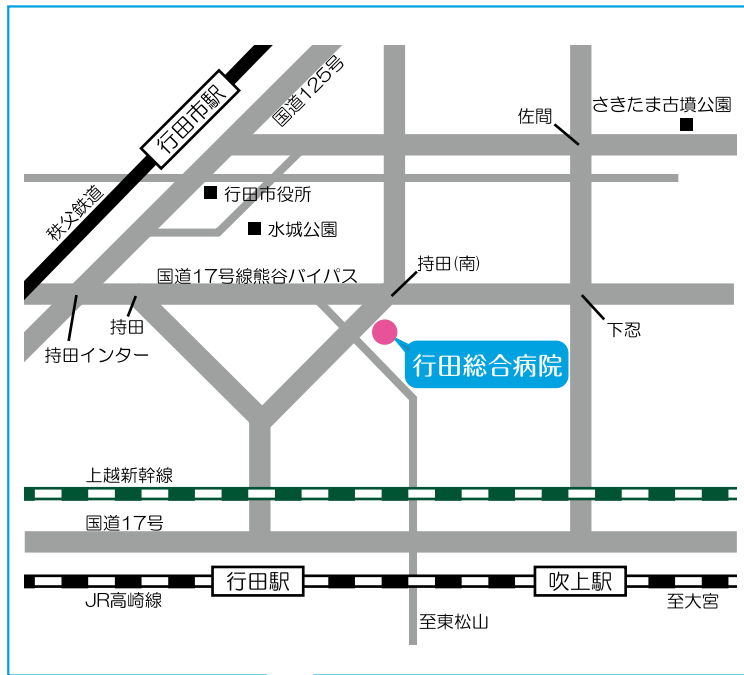 国道125号
行田市駅
さきたま古墳公園
佐間
秩父鉄道
行田市役所
水城公園
国道17号線熊谷バイパス
持田(南)
持田
持田インター
下忍
行田総合病院
上越新幹線
国道17号
行田駅
吹上駅
JR高崎線
至大宮
至東松山